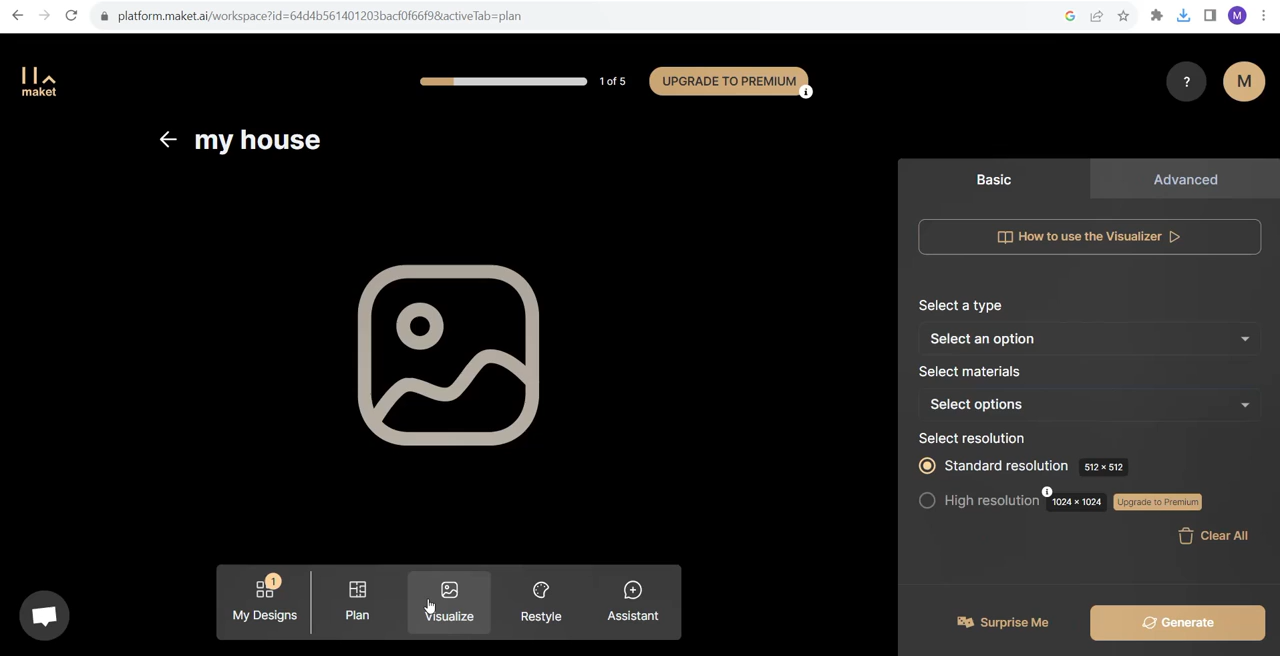 platform.maket.ai/workspace?id=64d4b561401203bacf0f66f9&activeTab=plan
M
maket
1 of 5
UPGRADE TO PREMIUM
i
?
M
my house
Basic
Advanced
How to use the Visualizer
Select a type
Select an option
Select materials
Select options
Select resolution
Standard resolution 512 × 512
High resolution i 1024 × 1024 Upgrade to Premium
Clear All
1
My Designs
Plan
Visualize
Restyle
Assistant
Surprise Me
Generate